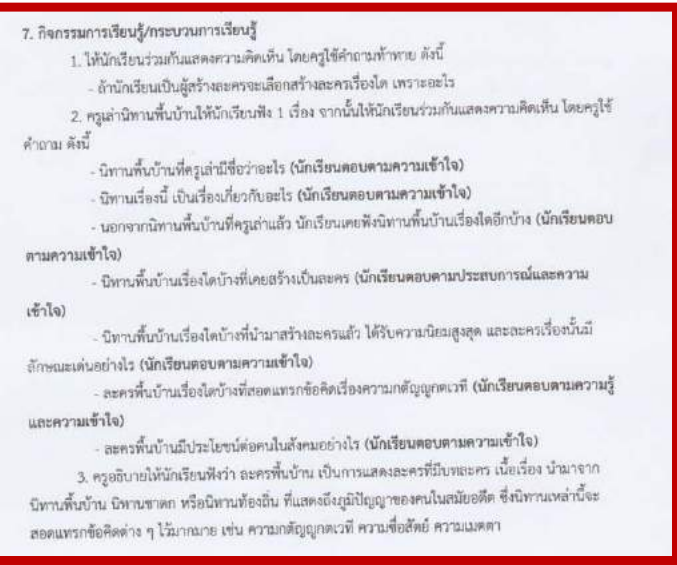 7. กิจกรรมการเรียนรู้/กระบวนการเรียนรู้
1. ให้นักเรียนร่วมกันแสดงความคิดเห็น โดยครูใช้คำถามท้าทาย ดังนี้
- ถ้านักเรียนเป็นผู้สร้างละครจะเลือกสร้างละครเรื่องใด เพราะอะไร
2. ครูเล่านิทานพื้นบ้านให้นักเรียนฟัง 1 เรื่อง จากนั้นให้นักเรียนร่วมกันแสดงความคิดเห็น โดยครูใช้
คำถาม ดังนี้
- นิทานพื้นบ้านที่ครูเล่ามีชื่อว่าอะไร (นักเรียนตอบตามความเข้าใจ)
- นิทานเรื่องนี้ เป็นเรื่องเกี่ยวกับอะไร (นักเรียนตอบตามความเข้าใจ)
- นอกจากนิทานพื้นบ้านที่ครูเล่าแล้ว นักเรียนเคยฟังนิทานพื้นบ้านเรื่องใดอีกบ้าง (นักเรียนตอบ
ตามความเข้าใจ)
- นิทานพื้นบ้านเรื่องใดบ้างที่เคยสร้างเป็นละคร (นักเรียนตอบตามประสบการณ์และความ
เข้าใจ)
- นิทานพื้นบ้านเรื่องใดบ้างที่นำมาสร้างละครแล้ว ได้รับความนิยมสูงสุด และละครเรื่องนั้นมี
ลักษณะเด่นอย่างไร (นักเรียนตอบตามความเข้าใจ)
- ละครพื้นบ้านเรื่องใดบ้างที่สอดแทรกข้อคิดเรื่องความกตัญญูกตเวที (นักเรียนตอบตามความรู้
และความเข้าใจ)
- ละครพื้นบ้านมีประโยชน์ต่อคนในสังคมอย่างไร (นักเรียนตอบตามความเข้าใจ)
3. ครูอธิบายให้นักเรียนฟังว่า ละครพื้นบ้าน เป็นการแสดงละครที่มีบทละคร เนื้อเรื่อง นำมาจาก
นิทานพื้นบ้าน นิทานชาดก หรือนิทานท้องถิ่น ที่แสดงถึงภูมิปัญญาของคนในสมัยอดีต ซึ่งนิทานเหล่านี้จะ
สอดแทรกข้อคิดต่าง ๆ ไว้มากมาย เช่น ความกตัญญูกตเวที ความซื่อสัตย์ ความเมตตา